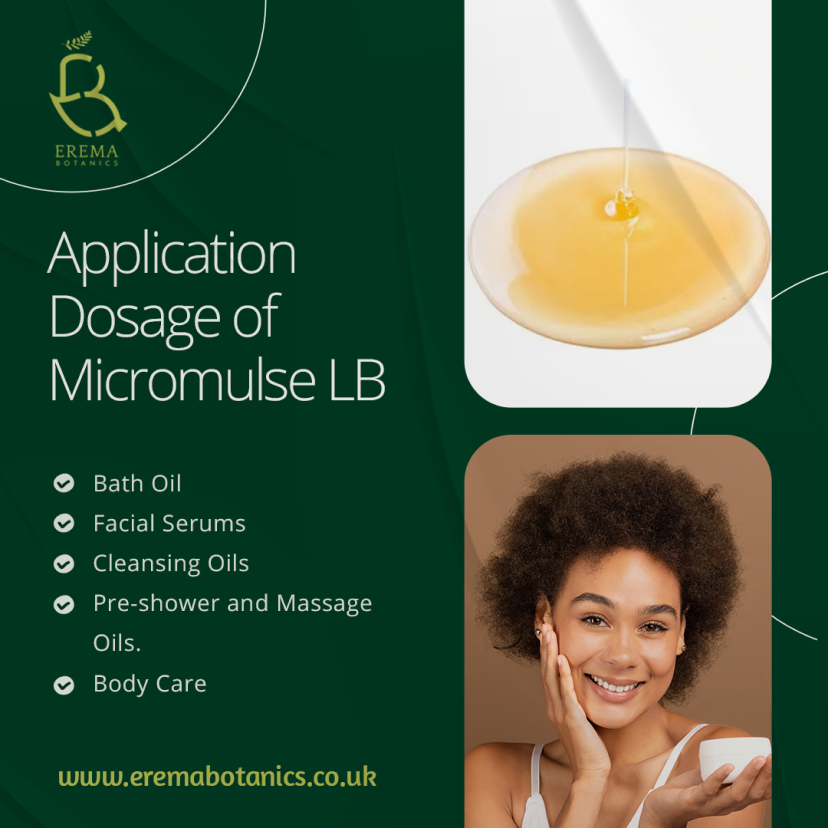 EREMA
BOTANICS
Application
Dosage of
Micromulse LB
Bath Oil
Facial Serums
Cleansing Oils
Pre-shower and Massage
Oils.
Body Care
www.eremabotanics.co.uk